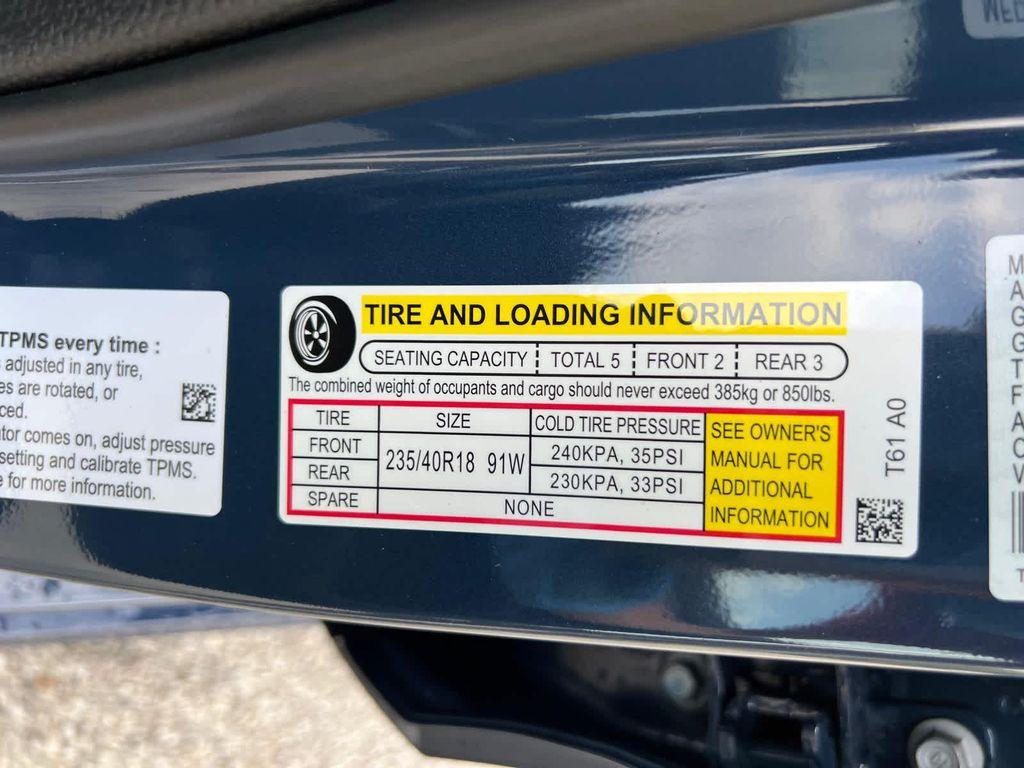 TPMS every time :
adjusted in any tire,
are rotated, or
comes on, adjust pressure
setting and calibrate TPMS.
for more information.
TIRE AND LOADING INFORMATION
SEATING CAPACITY TOTAL 5 FRONT 2 REAR 3
The combined weight of occupants and cargo should never exceed 385kg or 850lbs.
TIRE SIZE COLD TIRE PRESSURE
FRONT 235/40R18 91W 240KPA, 35PSI
REAR 230KPA, 33PSI
SPARE NONE
SEE OWNER'S
MANUAL FOR
ADDITIONAL
INFORMATION
T61 A0
M
A
G
G
T
F
A
C
V